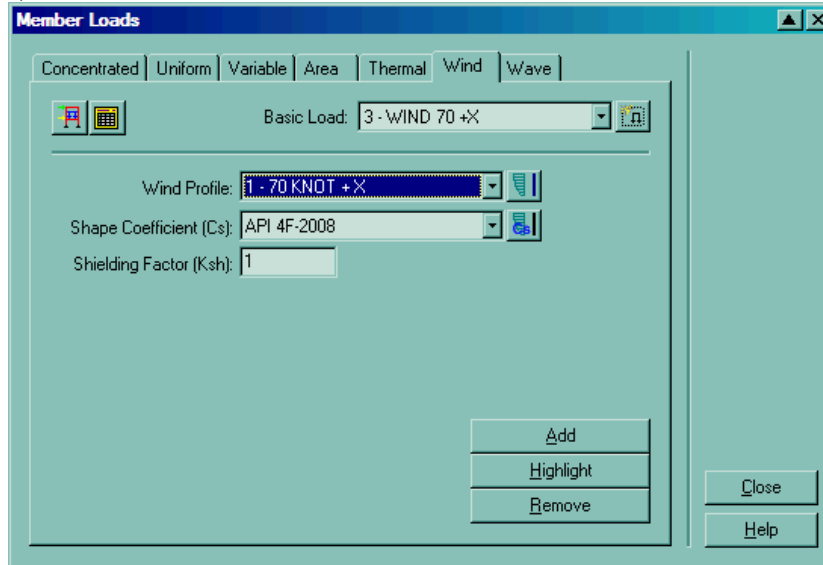 Member Loads
Concentrated Uniform Variable Area Thermal Wind Wave
Basic Load: 3 - WIND 70 +X
Wind Profile: 1 - 70 KNOT + X
Shape Coefficient (Cs): API 4F-2008 Cs
Shielding Factor (Ksh): 1
Add
Highlight
Remove
Close
Help